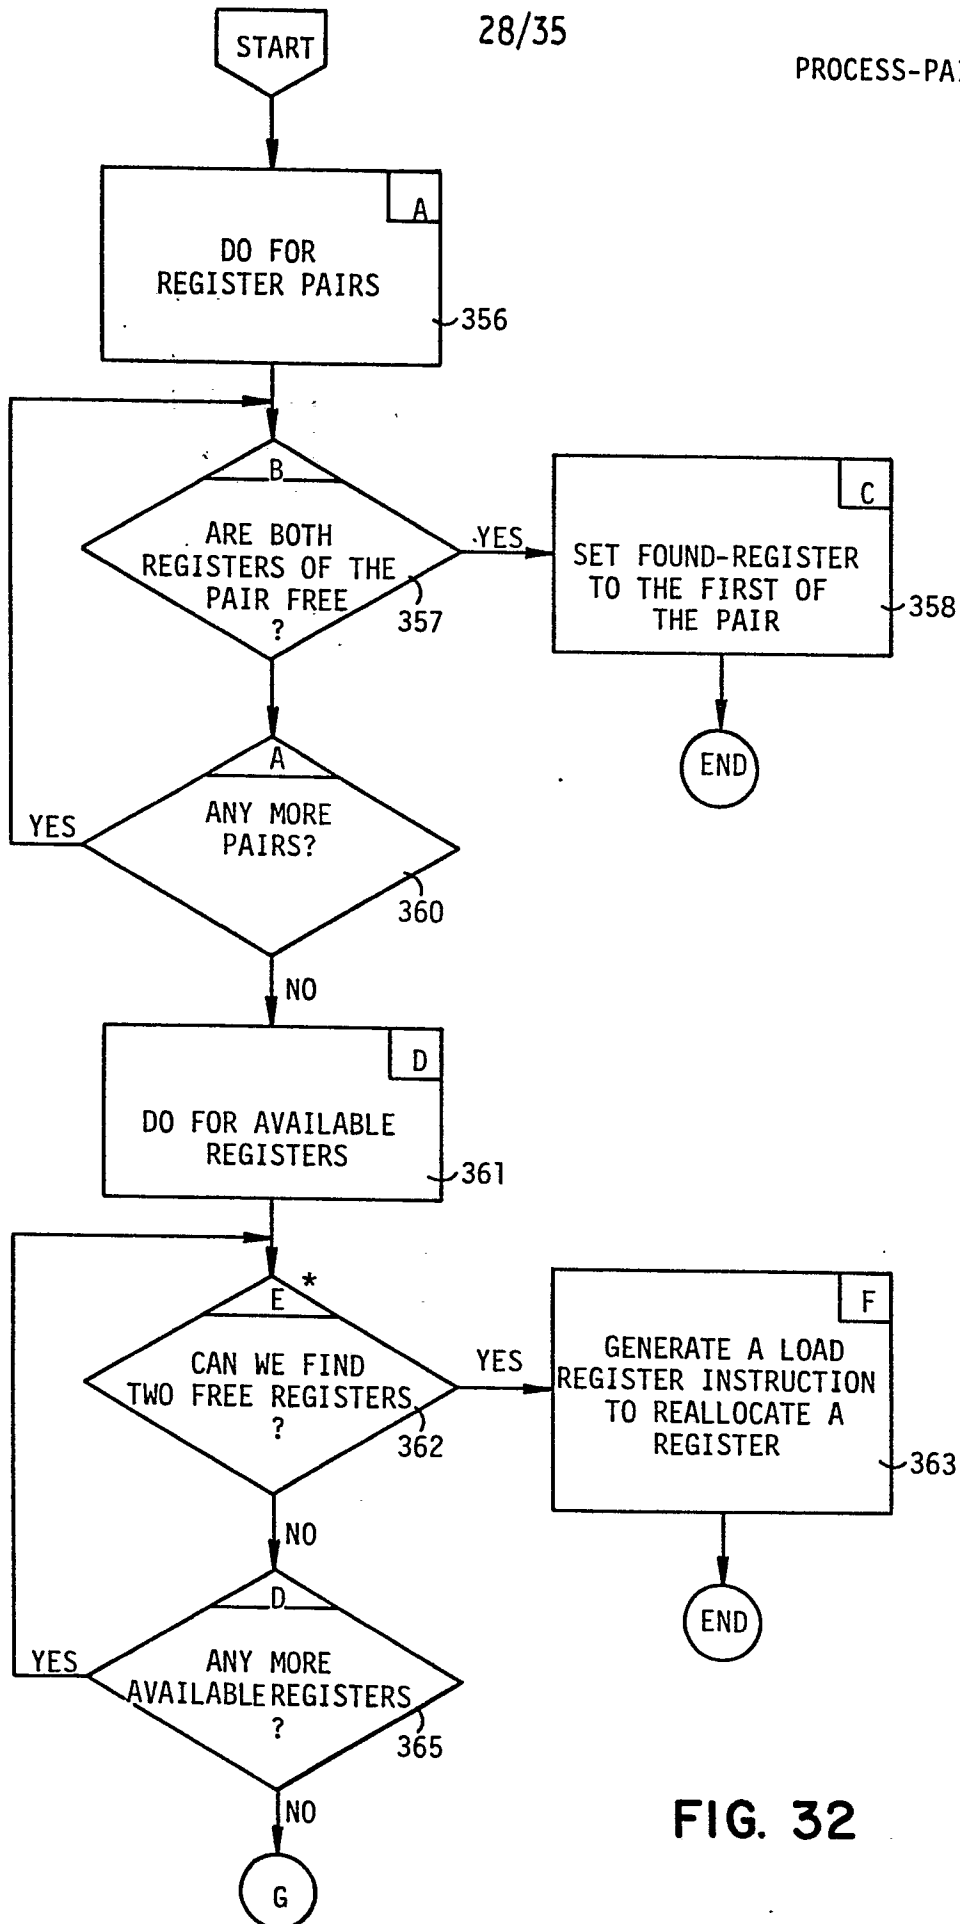 28/35
PROCESS-PAI
START
A
DO FOR
REGISTER PAIRS
356
B
ARE BOTH
REGISTERS OF THE
PAIR FREE
?
357
YES
C
SET FOUND-REGISTER
TO THE FIRST OF
THE PAIR
358
END
A
ANY MORE
PAIRS?
360
YES
NO
D
DO FOR AVAILABLE
REGISTERS
361
E *
CAN WE FIND
TWO FREE REGISTERS
?
362
YES
F
GENERATE A LOAD
REGISTER INSTRUCTION
TO REALLOCATE A
REGISTER
363
END
NO
D
ANY MORE
AVAILABLE REGISTERS
?
365
YES
NO
G
FIG. 32